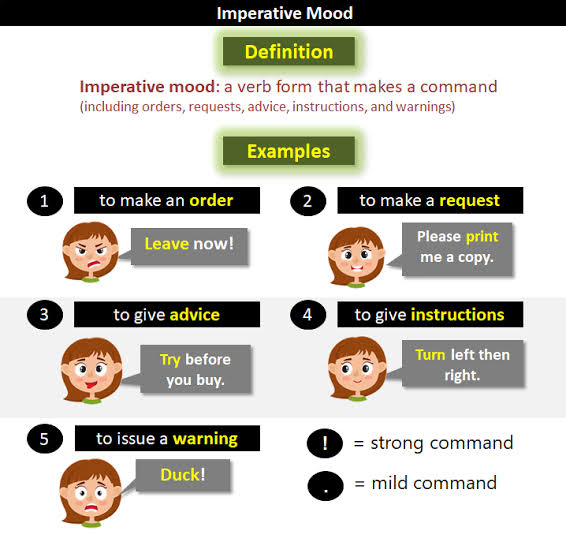 Imperative Mood
Definition
Imperative mood: a verb form that makes a command
(including orders, requests, advice, instructions, and warnings)
Examples
1 to make an order
Leave now!
2 to make a request
Please print
me a copy.
3 to give advice
Try before
you buy.
4 to give instructions
Turn left then
right.
5 to issue a warning
Duck!
! = strong command
. = mild command